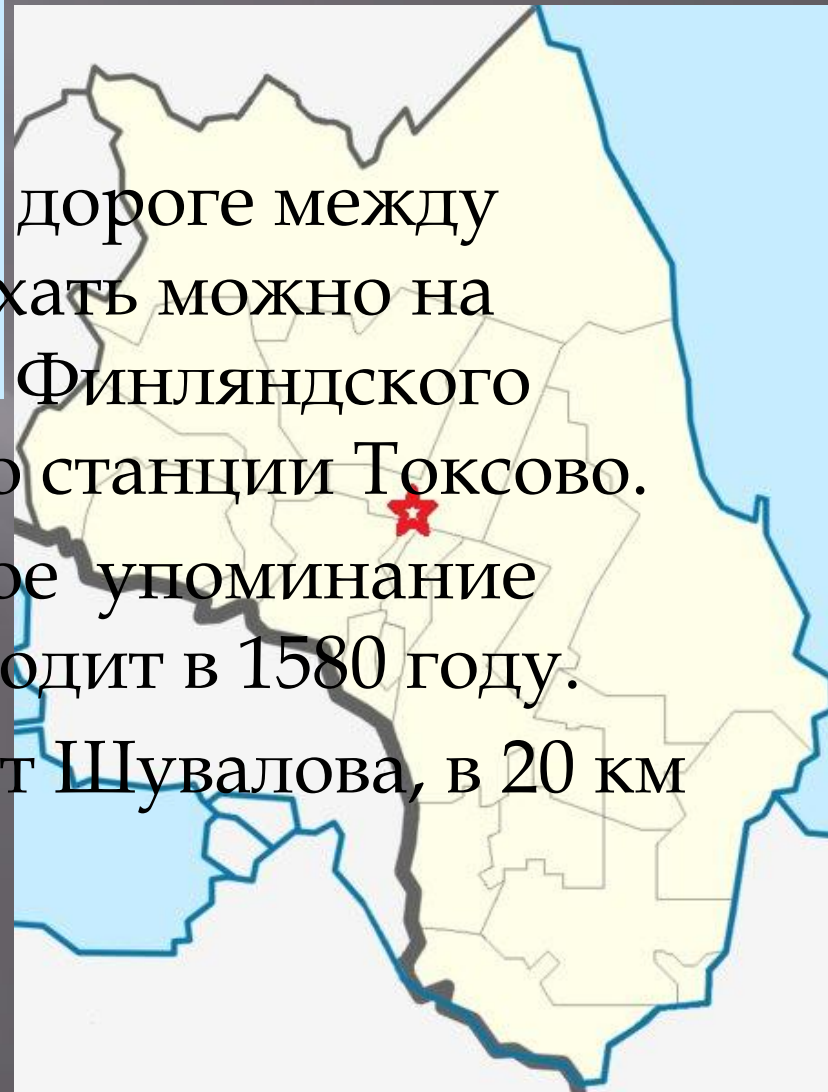 дороге между
хать можно на
Финляндского
о станции Токсово.
ое упоминание
одит в 1580 году.
т Шувалова, в 20 км